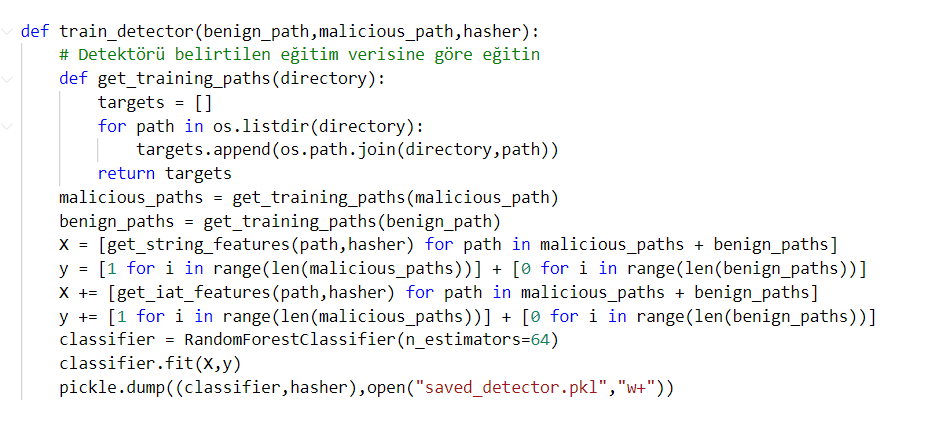 def train_detector(benign_path,malicious_path,hasher):
    # Detektörü belirtilen eğitim verisine göre eğitin
    def get_training_paths(directory):
        targets = []
        for path in os.listdir(directory):
            targets.append(os.path.join(directory,path))
        return targets
    malicious_paths = get_training_paths(malicious_path)
    benign_paths = get_training_paths(benign_path)
    X = [get_string_features(path,hasher) for path in malicious_paths + benign_paths]
    y = [1 for i in range(len(malicious_paths))] + [0 for i in range(len(benign_paths))]
    X += [get_iat_features(path,hasher) for path in malicious_paths + benign_paths]
    y += [1 for i in range(len(malicious_paths))] + [0 for i in range(len(benign_paths))]
    classifier = RandomForestClassifier(n_estimators=64)
    classifier.fit(X,y)
    pickle.dump((classifier,hasher),open("saved_detector.pkl","w+"))